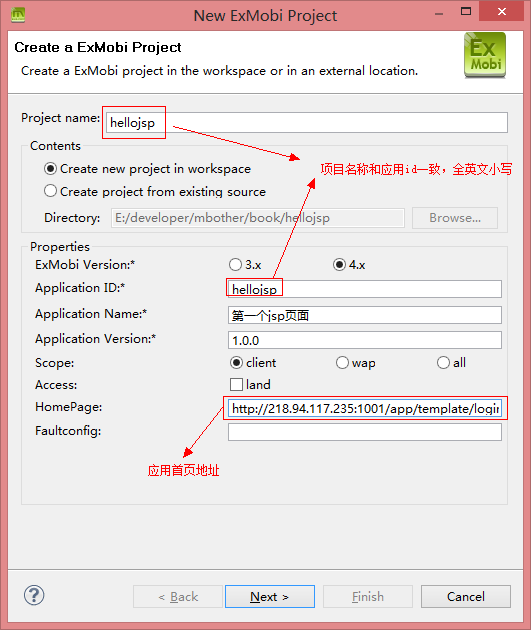 New ExMobi Project
Create a ExMobi Project
Create a ExMobi project in the workspace or in an external location.
Ex
Mobi
Project name: hellojsp
Contents
Create new project in workspace
项目名称和应用id一致，全英文小写
Create project from existing source
Directory: E:/developer/mbother/book/hellojsp Browse...
Properties
ExMobi Version:* 3.x 4.x
Application ID:* hellojsp
Application Name:* 第一个jsp页面
Application Version:* 1.0.0
Scope: client wap all
Access: land
HomePage: http://218.94.117.235:1001/app/template/login
Faultconfig:
应用首页地址
? < Back Next > Finish Cancel